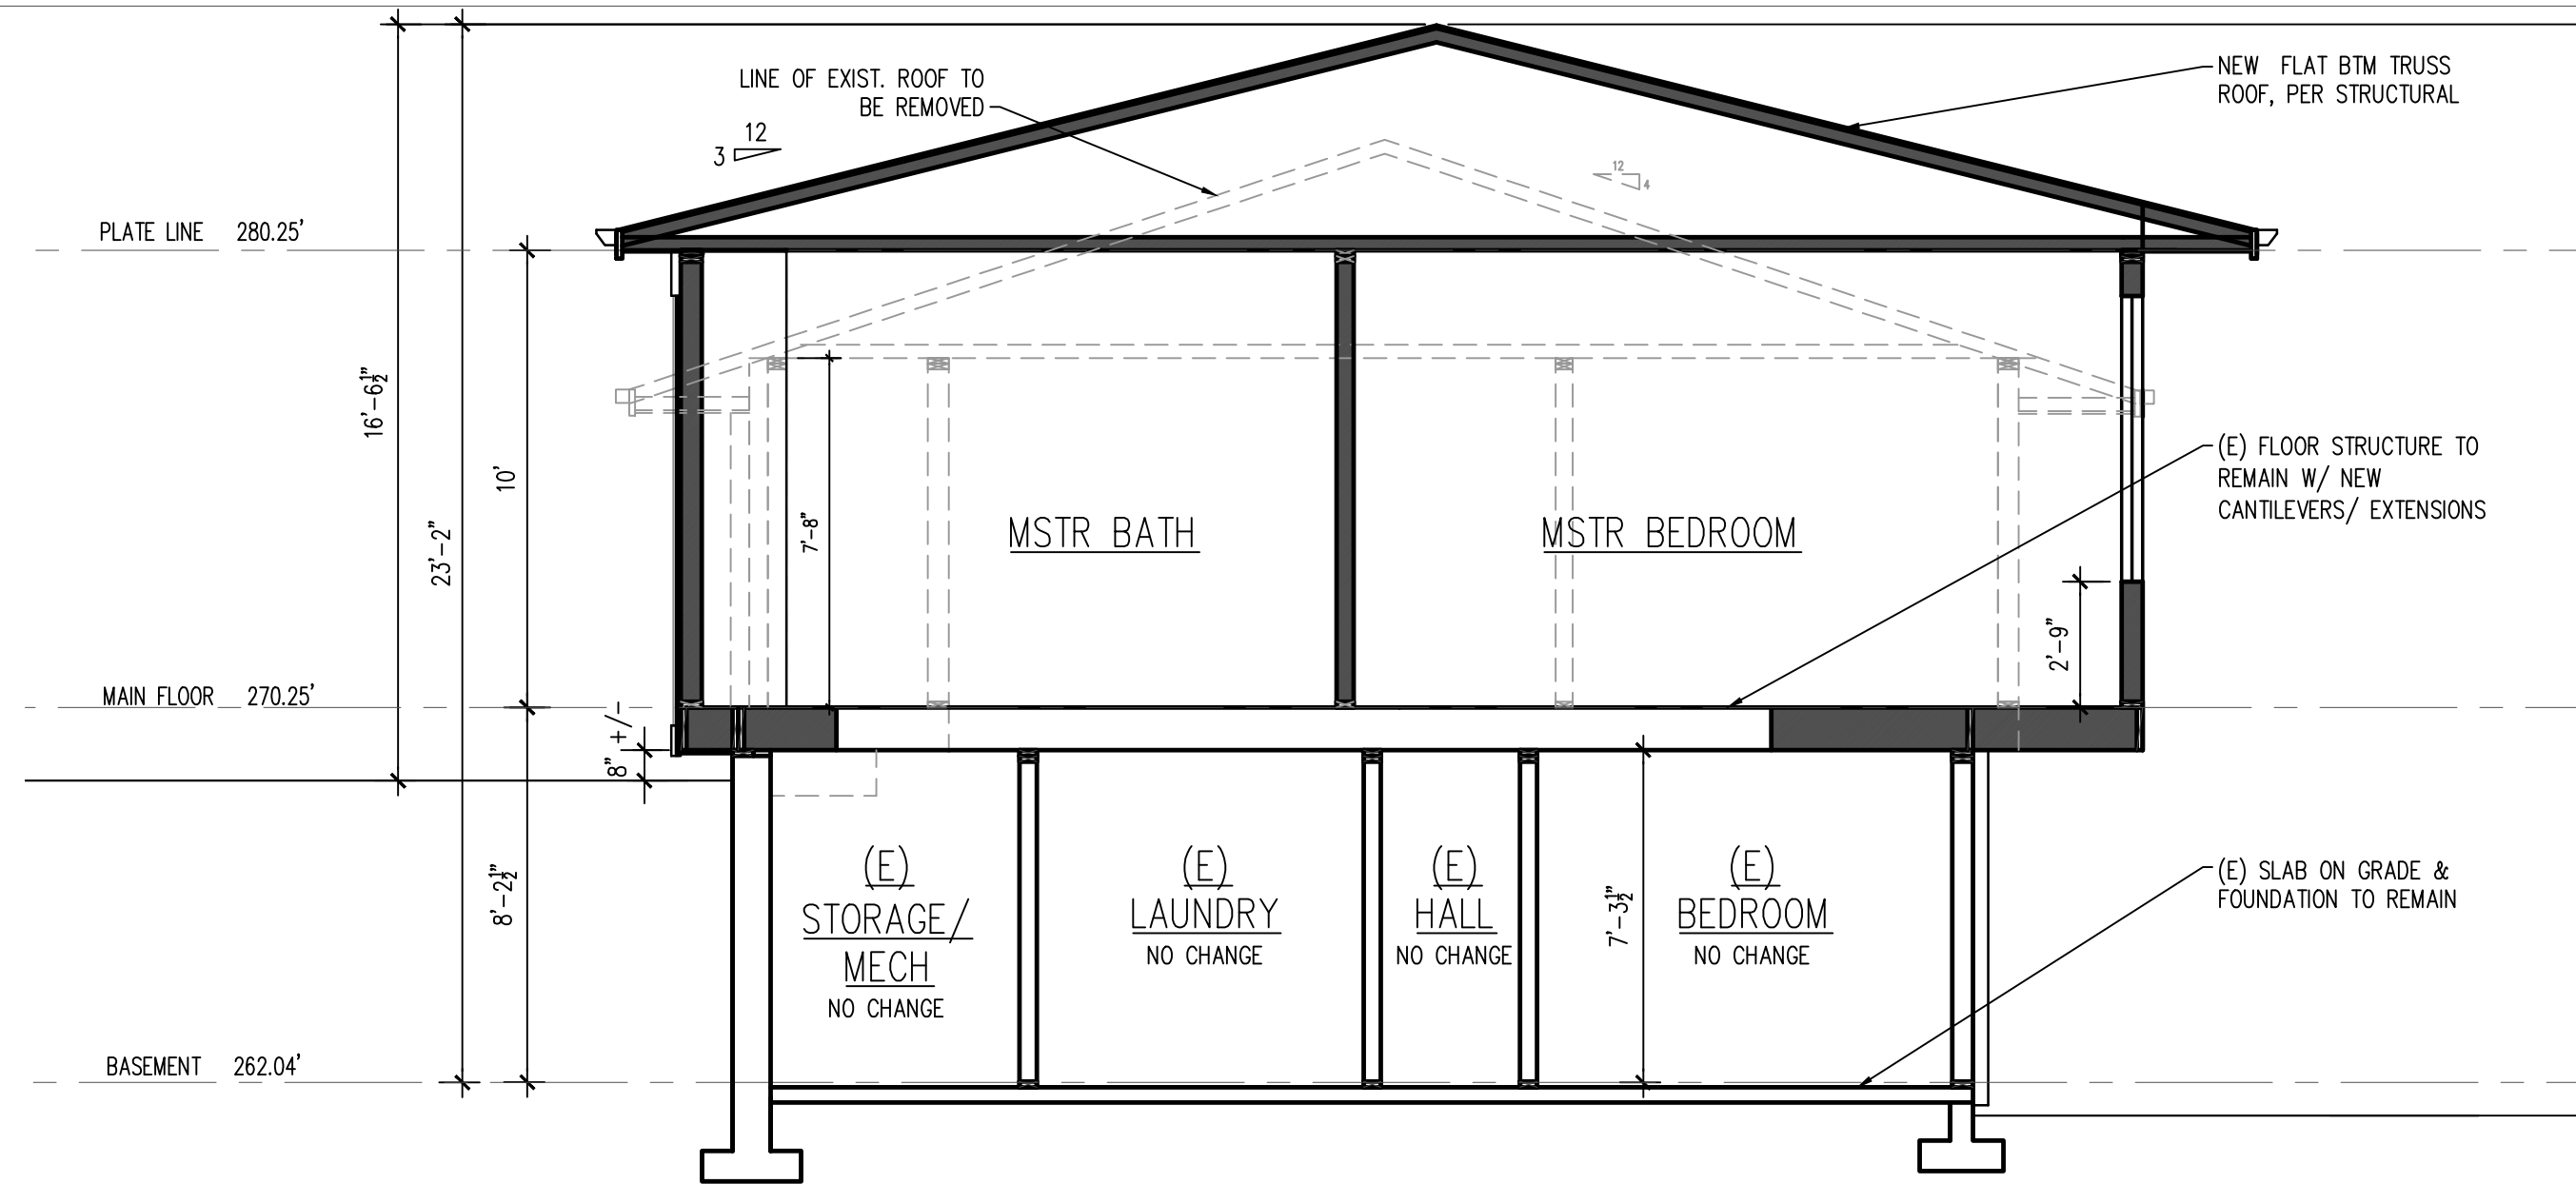 LINE OF EXIST. ROOF TO
BE REMOVED
NEW FLAT BTM TRUSS
ROOF, PER STRUCTURAL
12
3
12
4
PLATE LINE 280.25'
16'-6½"
23'-2"
10'
7'-8"
MSTR BATH
MSTR BEDROOM
(E) FLOOR STRUCTURE TO
REMAIN W/ NEW
CANTILEVERS/ EXTENSIONS
2'-9"
MAIN FLOOR 270.25'
8" +/-
8'-2½"
(E)
STORAGE/
MECH
NO CHANGE
(E)
LAUNDRY
NO CHANGE
(E)
HALL
NO CHANGE
7'-3½"
(E)
BEDROOM
NO CHANGE
(E) SLAB ON GRADE &
FOUNDATION TO REMAIN
BASEMENT 262.04'